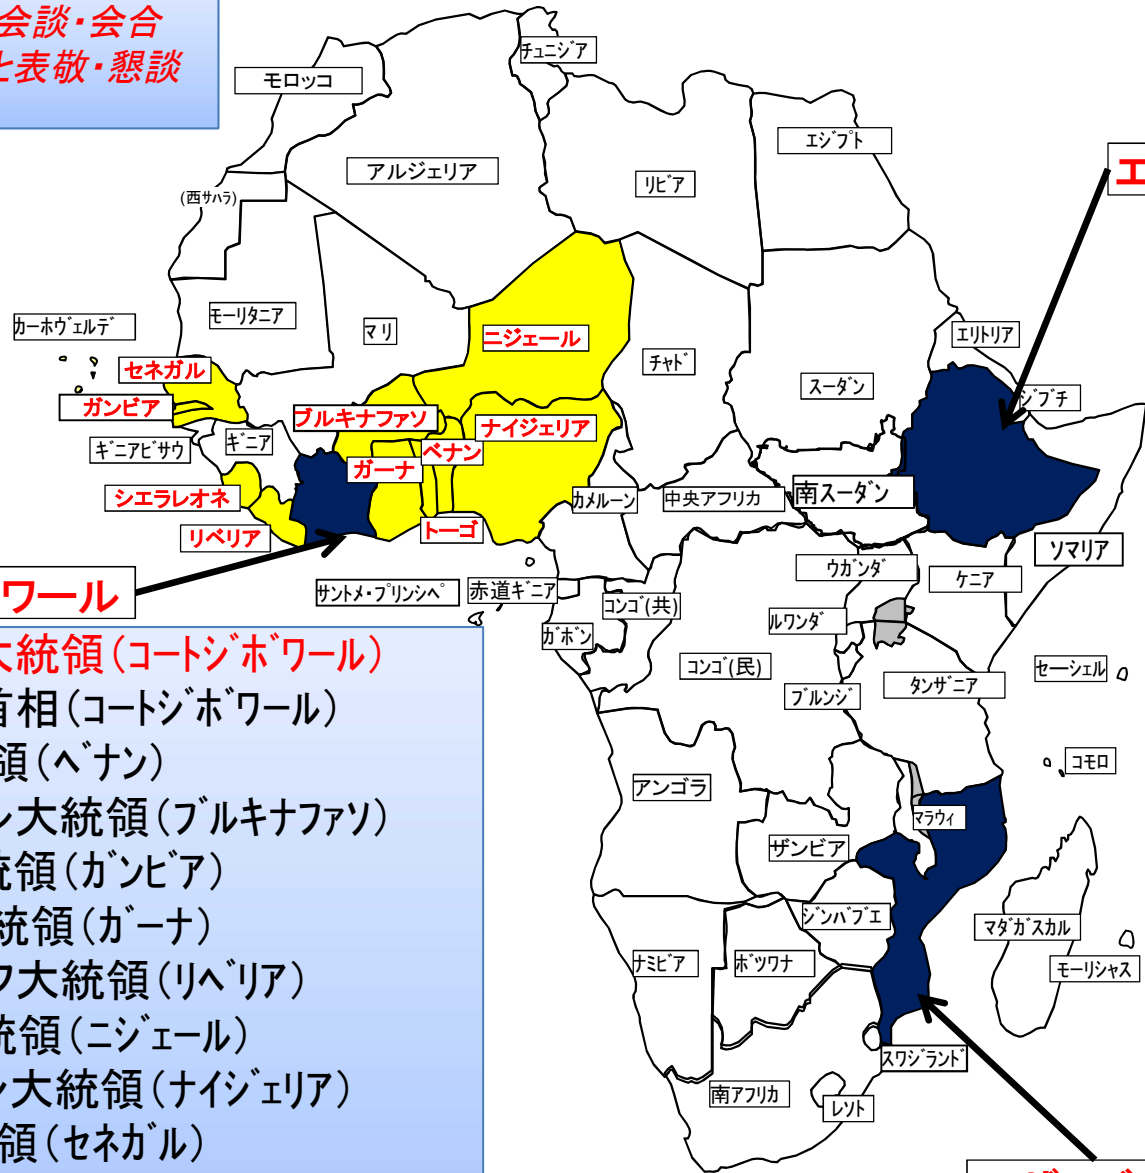 会談・会合
と表敬・懇談
チュニジア
モロッコ
エジプト
アルジェリア
リビア
エ
(西サハラ)
モーリタニア
マリ
カーホヴェルデ
ニジェール
エリトリア
チャド
スーダン
セネガル
ジブチ
ガンビア
ブルキナファソ
ナイジェリア
ギニアビサウ
ギニア
ベナン
ガーナ
シエラレオネ
カメルーン
中央アフリカ
南スーダン
リベリア
トーゴ
ソマリア
ウガンダ
ケニア
ワール
サントメ・プリンシペ
赤道ギニア
コンゴ(共)
ルワンダ
ガボン
コンゴ(民)
セーシェル
タンザニア
ブルンジ
大統領(コートジボワール)
首相(コートジボワール)
領(ベナン)
ン大統領(ブルキナファソ)
統領(ガンビア)
統領(ガーナ)
フ大統領(リベリア)
統領(ニジェール)
ン大統領(ナイジェリア)
領(セネガル)
コモロ
アンゴラ
マラウィ
ザンビア
ジンバブエ
マダガスカル
ナミビア
ボツワナ
モーリシャス
スワジランド
南アフリカ
レソト